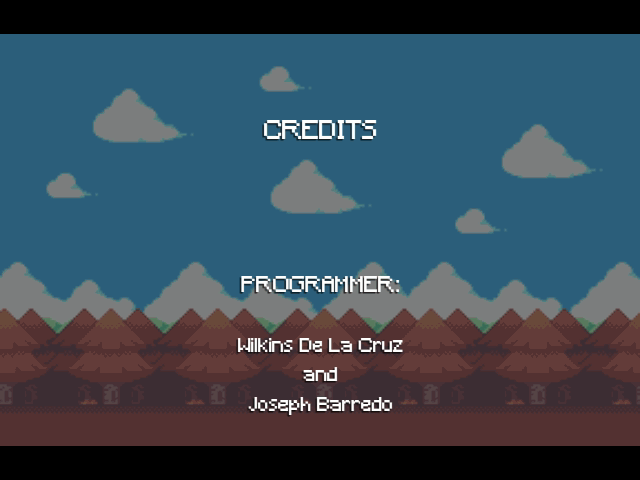 CREDITS
PROGRAMMER:
Wilkins De La Cruz
and
Joseph Barredo